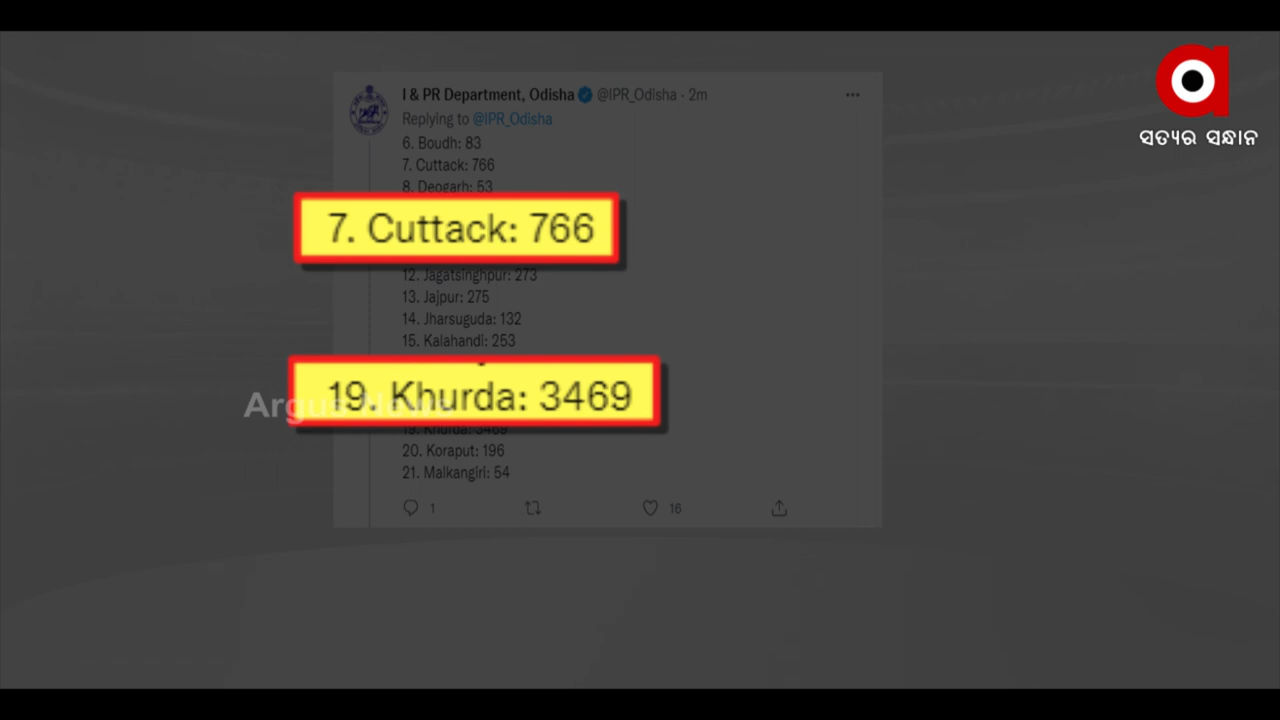 I & PR Department, Odisha @IPR_Odisha · 2m
Replying to @IPR_Odisha
6. Boudh: 83
7. Cuttack: 766
8. Deogarh: 53
7. Cuttack: 766
12. Jagatsinghpur: 273
13. Jajpur: 275
14. Jharsuguda: 132
15. Kalahandi: 253
19. Khurda: 3469
Argus News
19. Khurda: 3469
20. Koraput: 196
21. Malkangiri: 54
1 16
ସତ୍ୟର ସନ୍ଧାନ